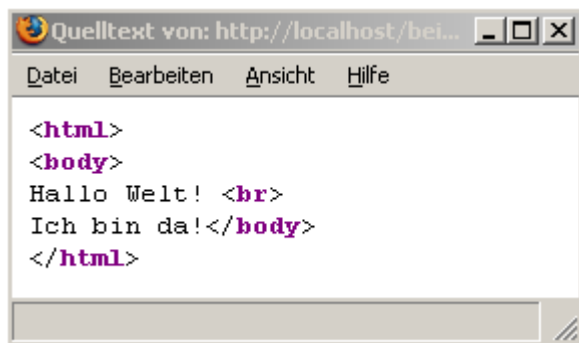 Quelltext von: http://localhost/bei...
Datei Bearbeiten Ansicht Hilfe
<html>
<body>
Hallo Welt! <br>
Ich bin da!</body>
</html>